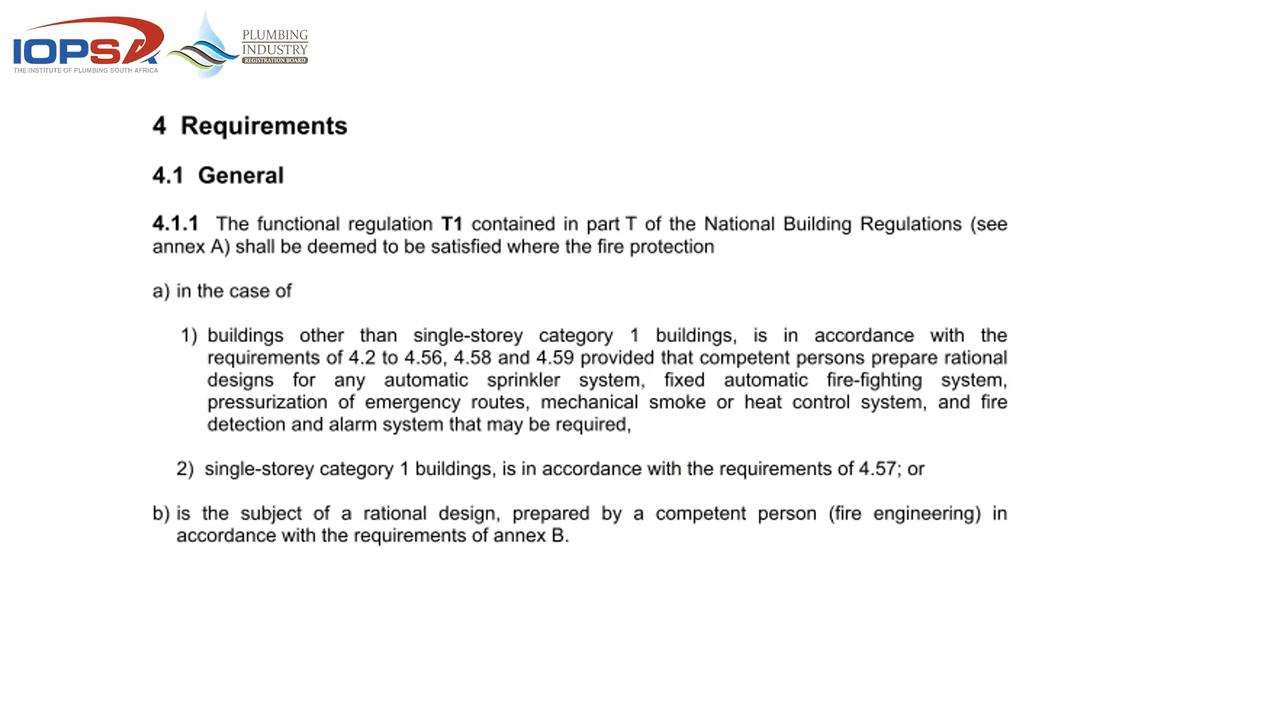 IOPSA
THE INSTITUTE OF PLUMBING SOUTH AFRICA
PLUMBING
INDUSTRY
REGISTRATION BOARD
4 Requirements
4.1 General
4.1.1 The functional regulation T1 contained in part T of the National Building Regulations (see
annex A) shall be deemed to be satisfied where the fire protection
a) in the case of
1) buildings other than single-storey category 1 buildings, is in accordance with the
requirements of 4.2 to 4.56, 4.58 and 4.59 provided that competent persons prepare rational
designs for any automatic sprinkler system, fixed automatic fire-fighting system,
pressurization of emergency routes, mechanical smoke or heat control system, and fire
detection and alarm system that may be required,
2) single-storey category 1 buildings, is in accordance with the requirements of 4.57; or
b) is the subject of a rational design, prepared by a competent person (fire engineering) in
accordance with the requirements of annex B.